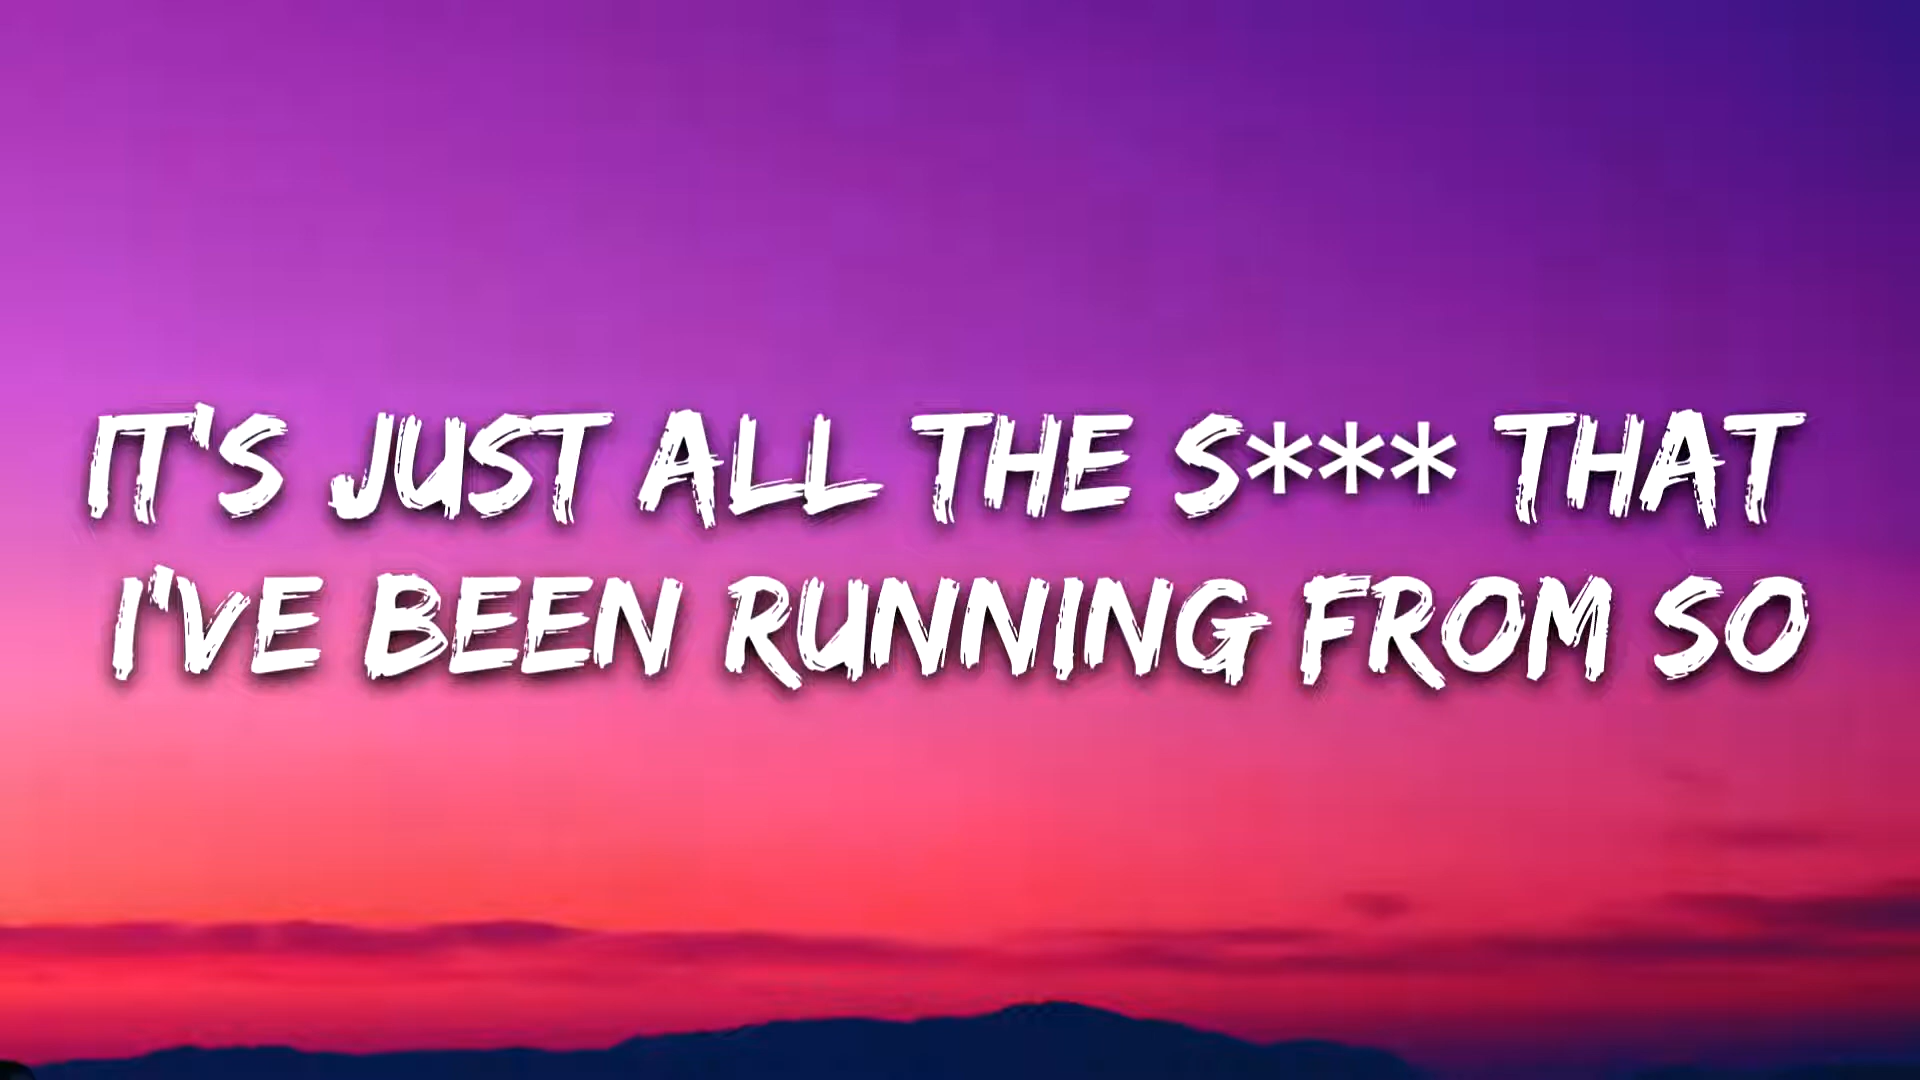 IT'S JUST ALL THE S*** THAT
I'VE BEEN RUNNING FROM SO